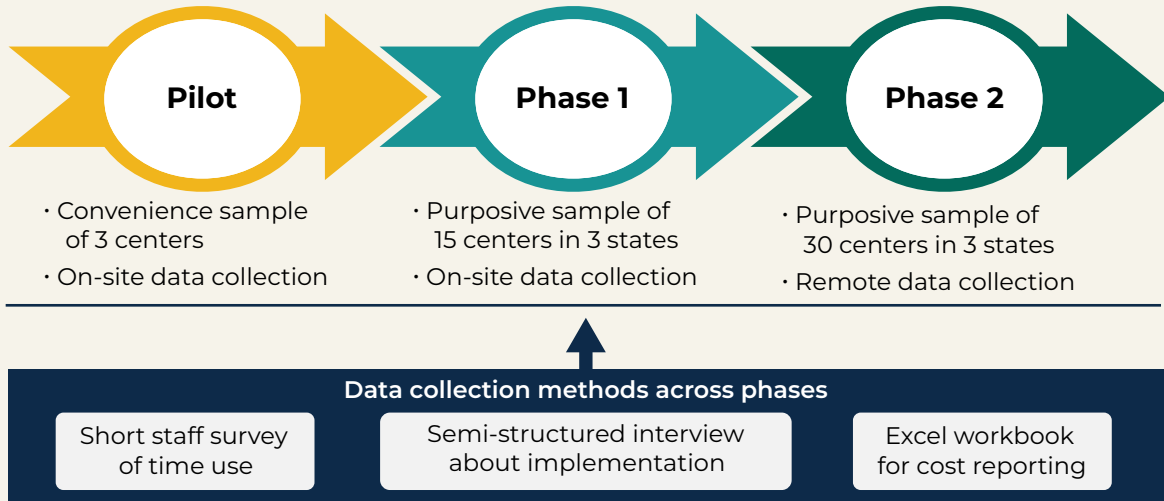 Pilot
Phase 1
Phase 2
· Convenience sample
of 3 centers
· On-site data collection
· Purposive sample of
15 centers in 3 states
· On-site data collection
· Purposive sample of
30 centers in 3 states
· Remote data collection
Data collection methods across phases
Short staff survey
of time use
Semi-structured interview
about implementation
Excel workbook
for cost reporting